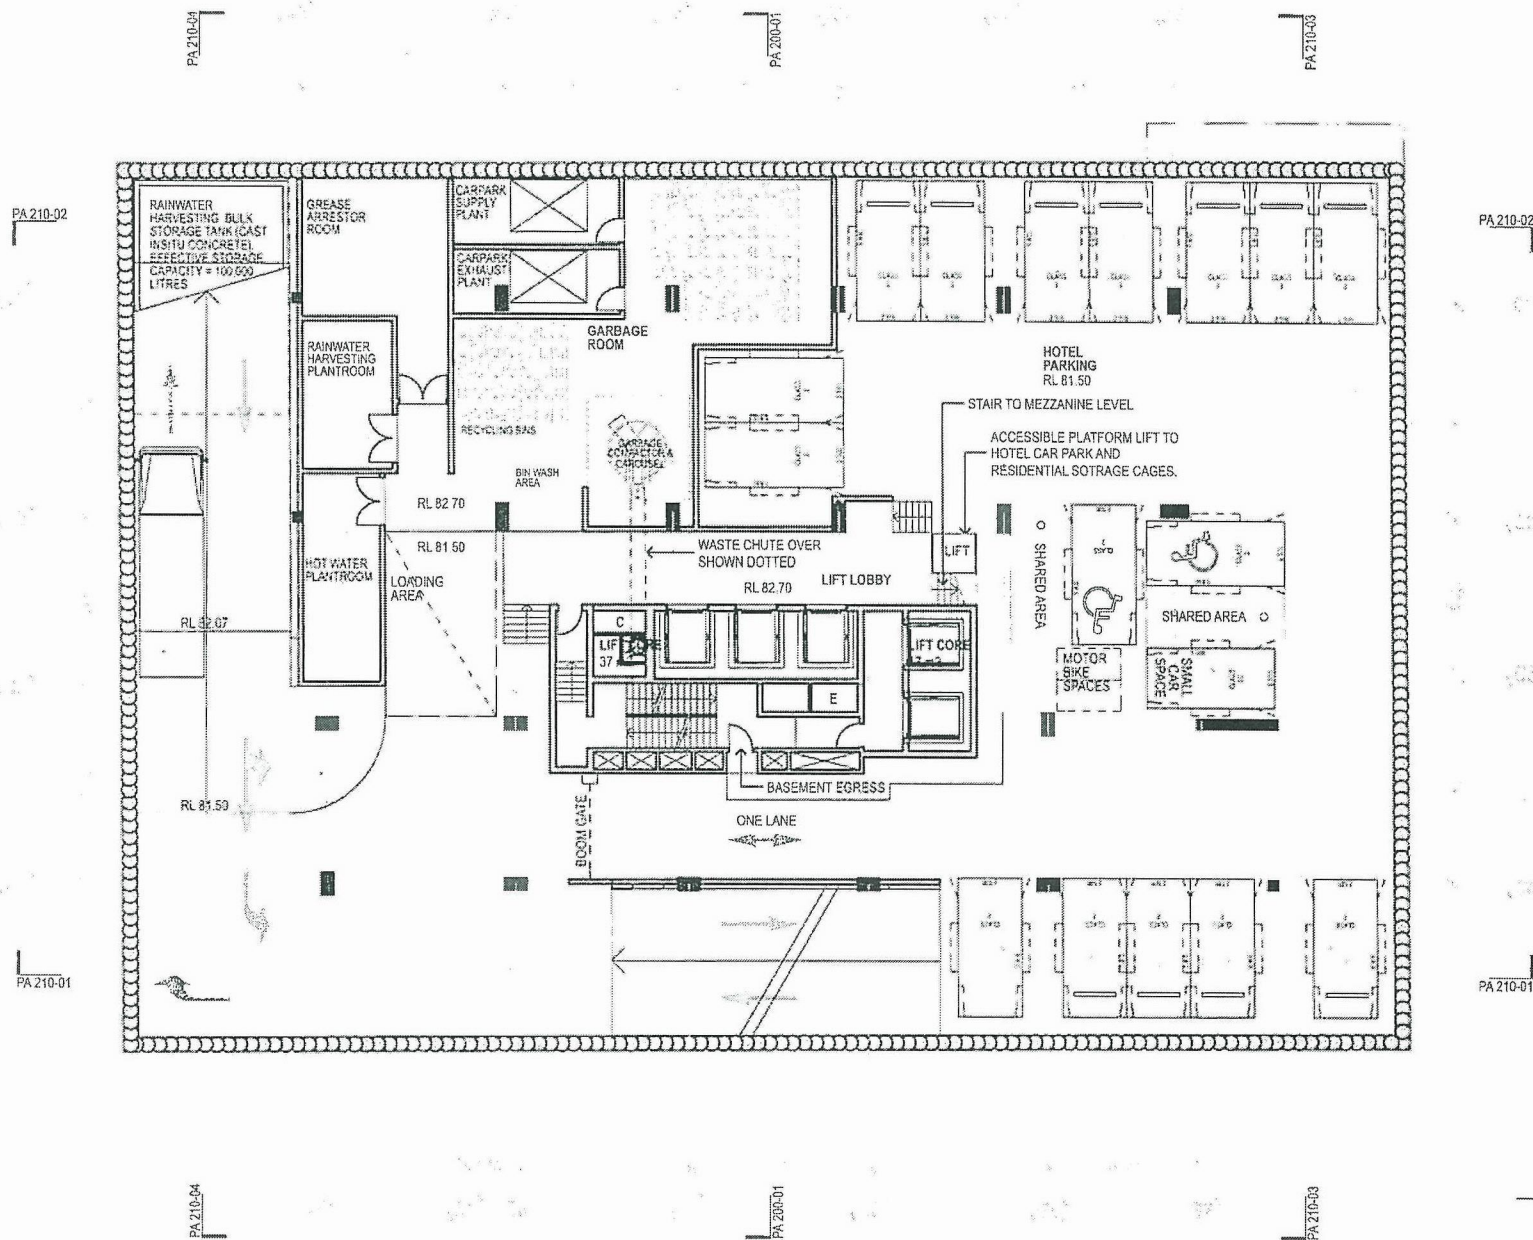 PA 210-04
PA 200-01
PA 210-03
PA 210-02
PA 210-02
RAINWATER
HARVESTING BULK
STORAGE TANK (CAST
INSITU CONCRETE).
EFFECTIVE STORAGE
CAPACITY = 100,000
LITRES
GREASE
ARRESTOR
ROOM
CARPARK
SUPPLY
PLANT
CARPARK
EXHAUST
PLANT
GARBAGE
ROOM
RAINWATER
HARVESTING
PLANTROOM
HOTEL
PARKING
RL 81.50
STAIR TO MEZZANINE LEVEL
RECYCLING BINS
GARBAGE
COMPACTOR &
CAROUSEL
ACCESSIBLE PLATFORM LIFT TO
HOTEL CAR PARK AND
RESIDENTIAL SOTRAGE CAGES.
BIN WASH
AREA
RL 82.70
RL 81.50
WASTE CHUTE OVER
SHOWN DOTTED
LIFT
SHARED AREA
HOT WATER
PLANTROOM
LOADING
AREA
RL 82.70
LIFT LOBBY
RL 82.07
C
LIFT CORE
SHARED AREA
MOTOR
BIKE
SPACES
SMALL
CAR
SPACE
E
BASEMENT EGRESS
RL 81.50
BOOM GATE
ONE LANE
PA 210-01
PA 210-01
PA 210-04
PA 200-01
PA 210-03